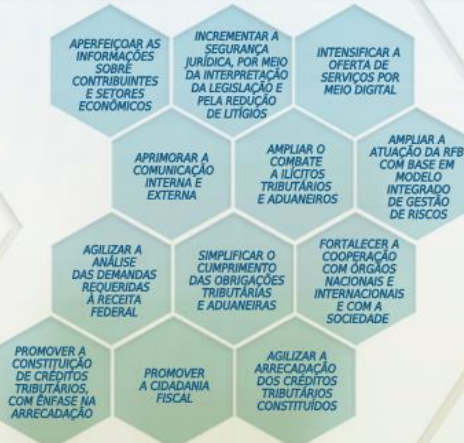 APERFEIÇOAR AS
INFORMAÇÕES
SOBRE
CONTRIBUINTES
E SETORES
ECONÔMICOS
INCREMENTAR A
SEGURANÇA
JURÍDICA, POR MEIO
DA INTERPRETAÇÃO
DA LEGISLAÇÃO E
PELA REDUÇÃO
DE LITÍGIOS
INTENSIFICAR A
OFERTA DE
SERVIÇOS POR
MEIO DIGITAL
APRIMORAR A
COMUNICAÇÃO
INTERNA E
EXTERNA
AMPLIAR O
COMBATE
A ILÍCITOS
TRIBUTÁRIOS
E ADUANEIROS
AMPLIAR A
ATUAÇÃO DA RFB
COM BASE EM
MODELO
INTEGRADO
DE GESTÃO
DE RISCOS
AGILIZAR A
ANÁLISE
DAS DEMANDAS
REQUERIDAS
À RECEITA
FEDERAL
SIMPLIFICAR O
CUMPRIMENTO
DAS OBRIGAÇÕES
TRIBUTÁRIAS
E ADUANEIRAS
FORTALECER A
COOPERAÇÃO
COM ÓRGÃOS
NACIONAIS E
INTERNACIONAIS
E COM A
SOCIEDADE
PROMOVER A
CONSTITUIÇÃO
DE CRÉDITOS
TRIBUTÁRIOS,
COM ÊNFASE NA
ARRECADAÇÃO
PROMOVER
A CIDADANIA
FISCAL
AGILIZAR A
ARRECADAÇÃO
DOS CRÉDITOS
TRIBUTÁRIOS
CONSTITUÍDOS